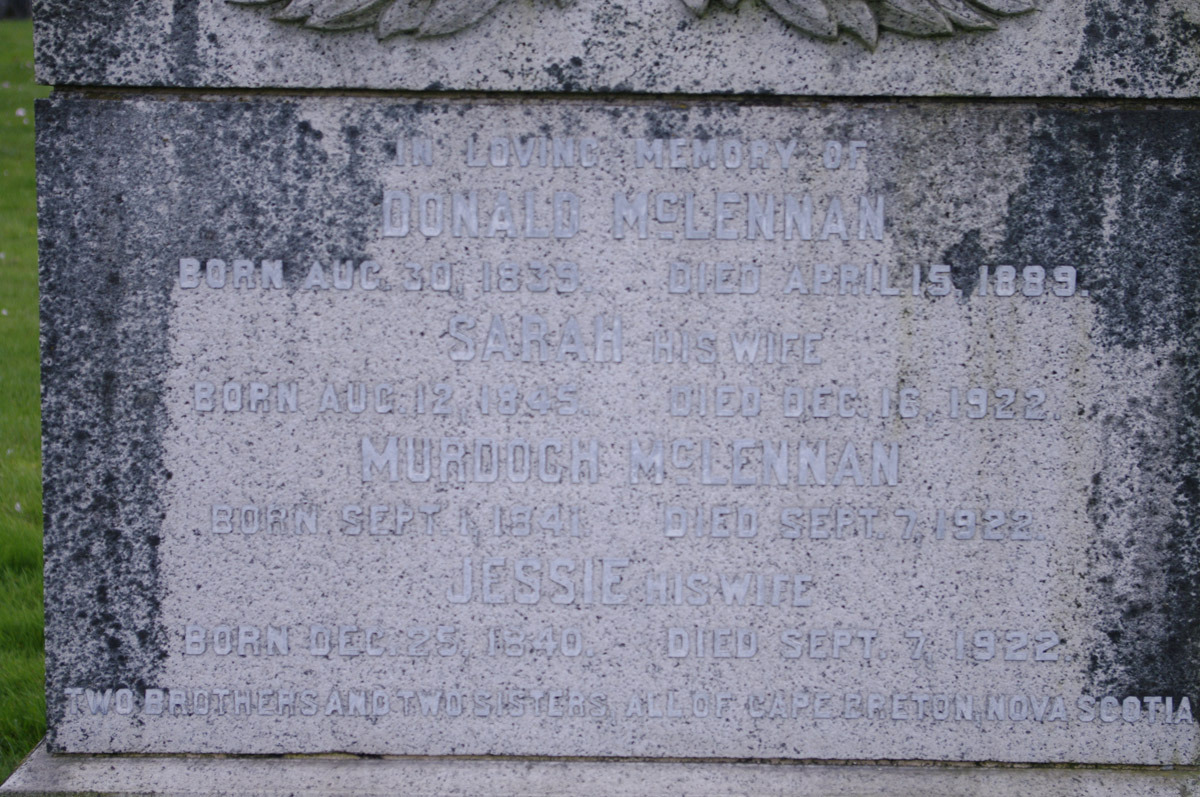 IN LOVING MEMORY OF
DONALD McLENNAN
BORN AUG. 30, 1839. DIED APRIL 15, 1889.
SARAH HIS WIFE
BORN AUG. 12, 1845. DIED DEC. 16, 1922.
MURDOCH McLENNAN
BORN SEPT. 1, 1841. DIED SEPT. 7, 1922.
JESSIE HIS WIFE
BORN DEC. 25, 1840. DIED SEPT. 7, 1922.
TWO BROTHERS AND TWO SISTERS, ALL OF CAPE BRETON, NOVA SCOTIA